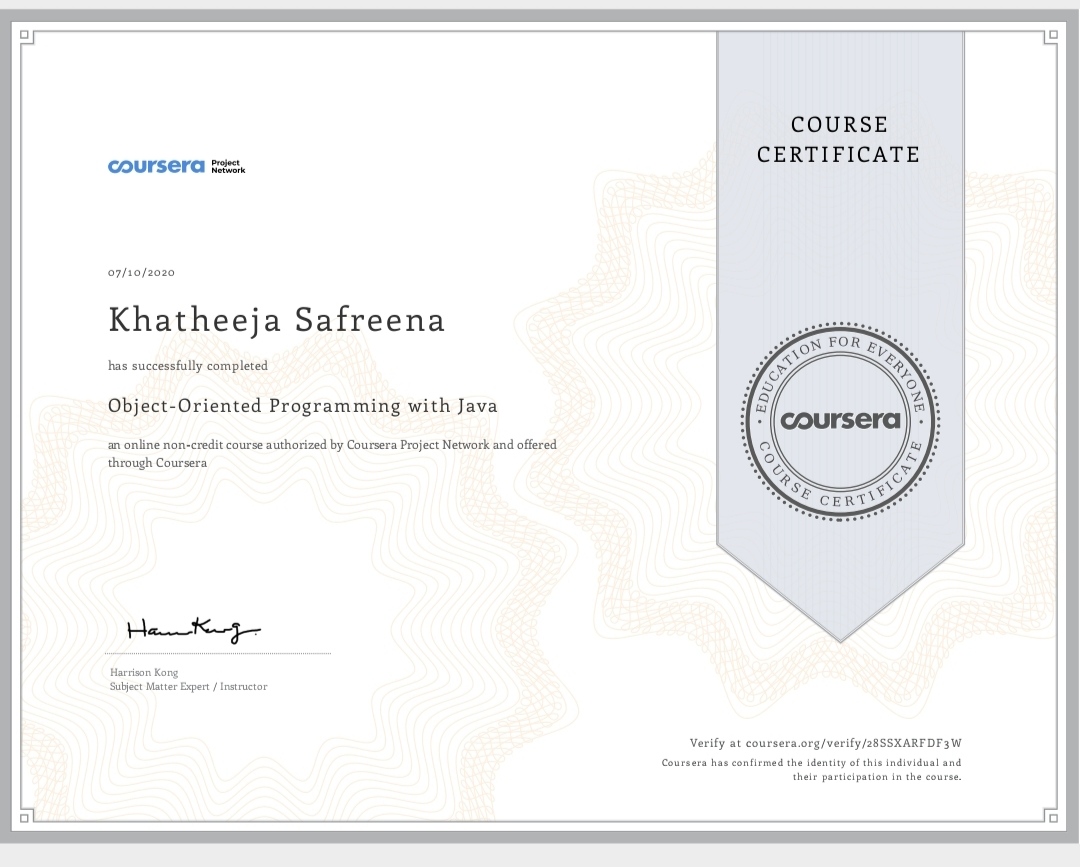 COURSE
CERTIFICATE
coursera Project
Network
07/10/2020
Khatheeja Safreena
has successfully completed
Object-Oriented Programming with Java
an online non-credit course authorized by Coursera Project Network and offered
through Coursera
EDUCATION FOR EVERYONE
coursera
COURSE CERTIFICATE
Harrison Kong
Harrison Kong
Subject Matter Expert / Instructor
Verify at coursera.org/verify/28SSXARFDF3W
Coursera has confirmed the identity of this individual and
their participation in the course.